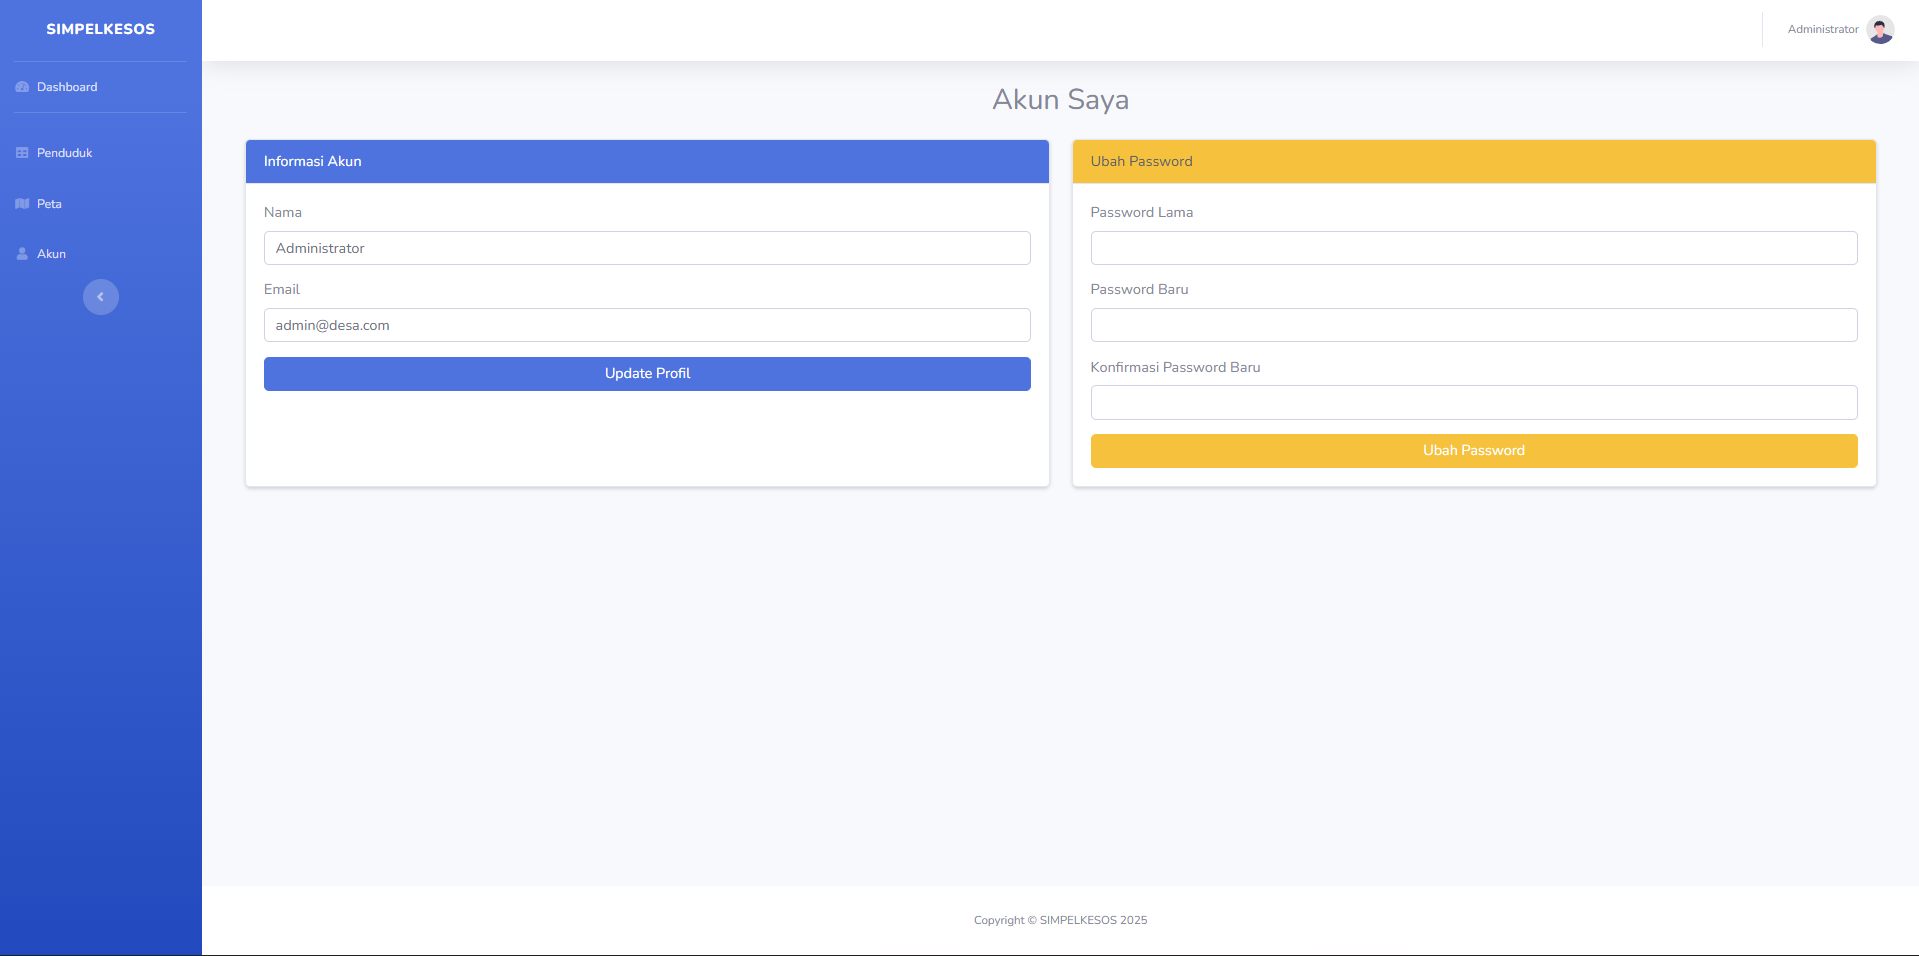 SIMPELKESOS
Dashboard
Penduduk
Peta
Akun
Administrator
Akun Saya
Informasi Akun
Nama
Administrator
Email
admin@desa.com
Update Profil
Ubah Password
Password Lama
Password Baru
Konfirmasi Password Baru
Ubah Password
Copyright © SIMPELKESOS 2025